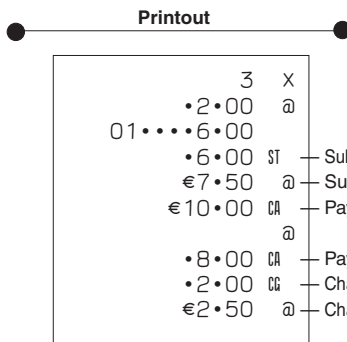 Printout
3 X
•2•00 @
01••••6•00
•6•00 ST
€7•50 @
€10•00 CA
@
•8•00 CA
•2•00 CG
€2•50 @